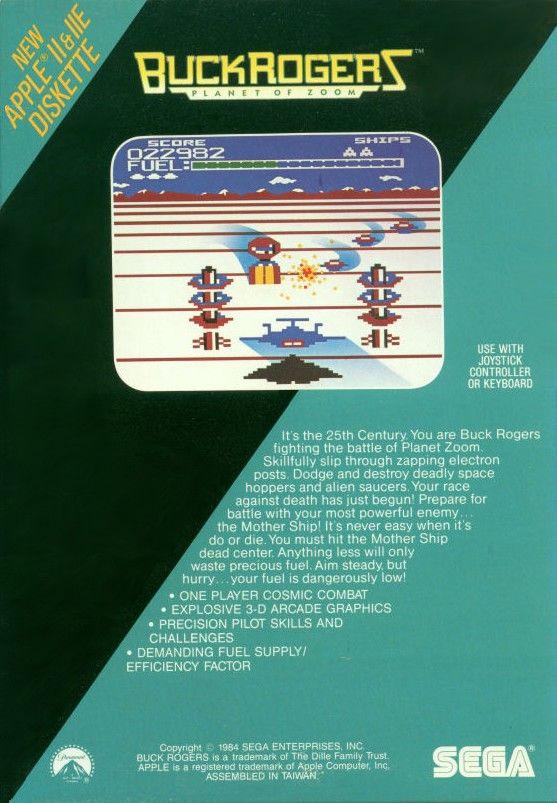 NEW
APPLE® II & IIE
DISKETTE
BUCK ROGERS™
PLANET OF ZOOM
SCORE
SHIPS
022982
FUEL:
USE WITH
JOYSTICK
CONTROLLER
OR KEYBOARD
It's the 25th Century. You are Buck Rogers
fighting the battle of Planet Zoom.
Skillfully slip through zapping electron
posts. Dodge and destroy deadly space
hoppers and alien saucers. Your race
against death has just begun! Prepare for
battle with your most powerful enemy...
the Mother Ship! It's never easy when it's
do or die. You must hit the Mother Ship
dead center. Anything less will only
waste precious fuel. Aim steady, but
hurry...your fuel is dangerously low!
• ONE PLAYER COSMIC COMBAT
• EXPLOSIVE 3-D ARCADE GRAPHICS
• PRECISION PILOT SKILLS AND
CHALLENGES
• DEMANDING FUEL SUPPLY/
EFFICIENCY FACTOR
Paramount
®
Copyright © 1984 SEGA ENTERPRISES, INC.
BUCK ROGERS is a trademark of The Dille Family Trust.
APPLE is a registered trademark of Apple Computer, Inc.
ASSEMBLED IN TAIWAN.
SEGA®